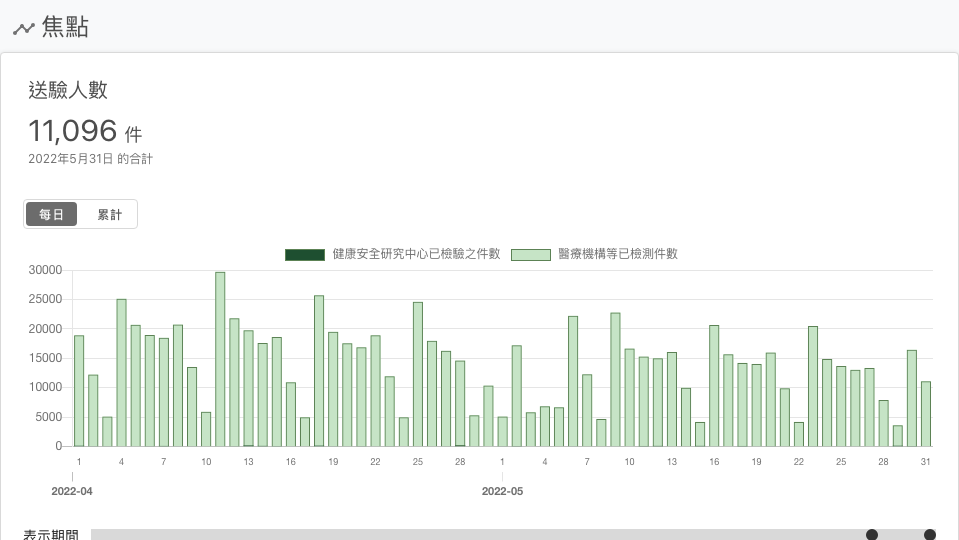 焦點
送驗人數
11,096 件
2022年5月31日 的合計
每日 累計
健康安全研究中心已檢驗之件數 醫療機構等已檢測件數
30000
25000
20000
15000
10000
5000
0
1 4 7 10 13 16 19 22 25 28 1 4 7 10 13 16 19 22 25 28 31
2022-04 2022-05
表示期間